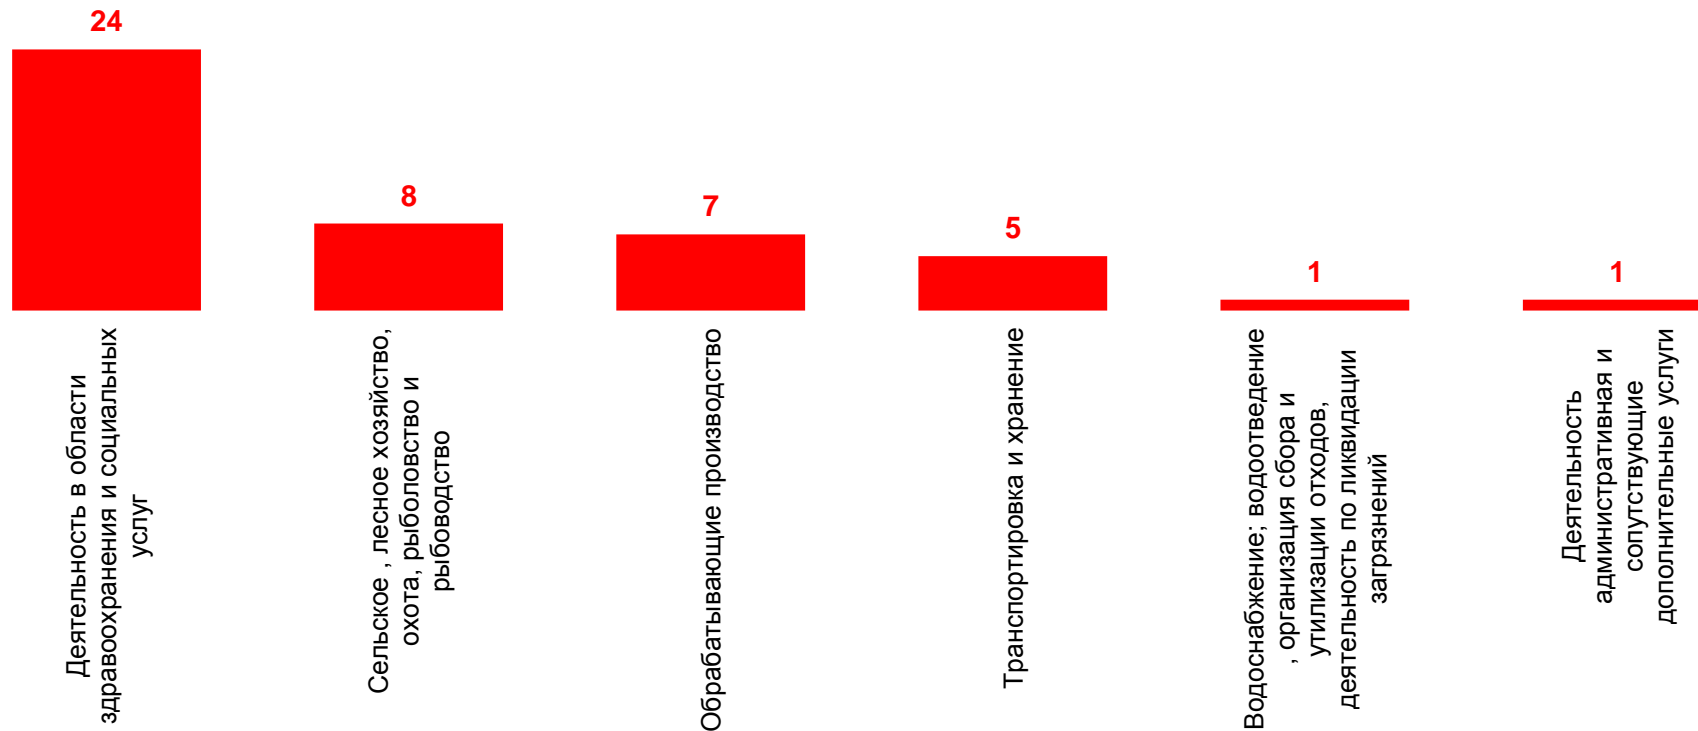 24
8
7
5
1
1
Деятельность в области
здравоохранения и социальных
услуг
Сельское , лесное хозяйство,
охота, рыболовство и
рыбоводство
Обрабатывающие производство
Транспортировка и хранение
Водоснабжение; водоотведение
, организация сбора и
утилизации отходов,
деятельность по ликвидации
загрязнений
Деятельность
административная и
сопутствующие
дополнительные услуги